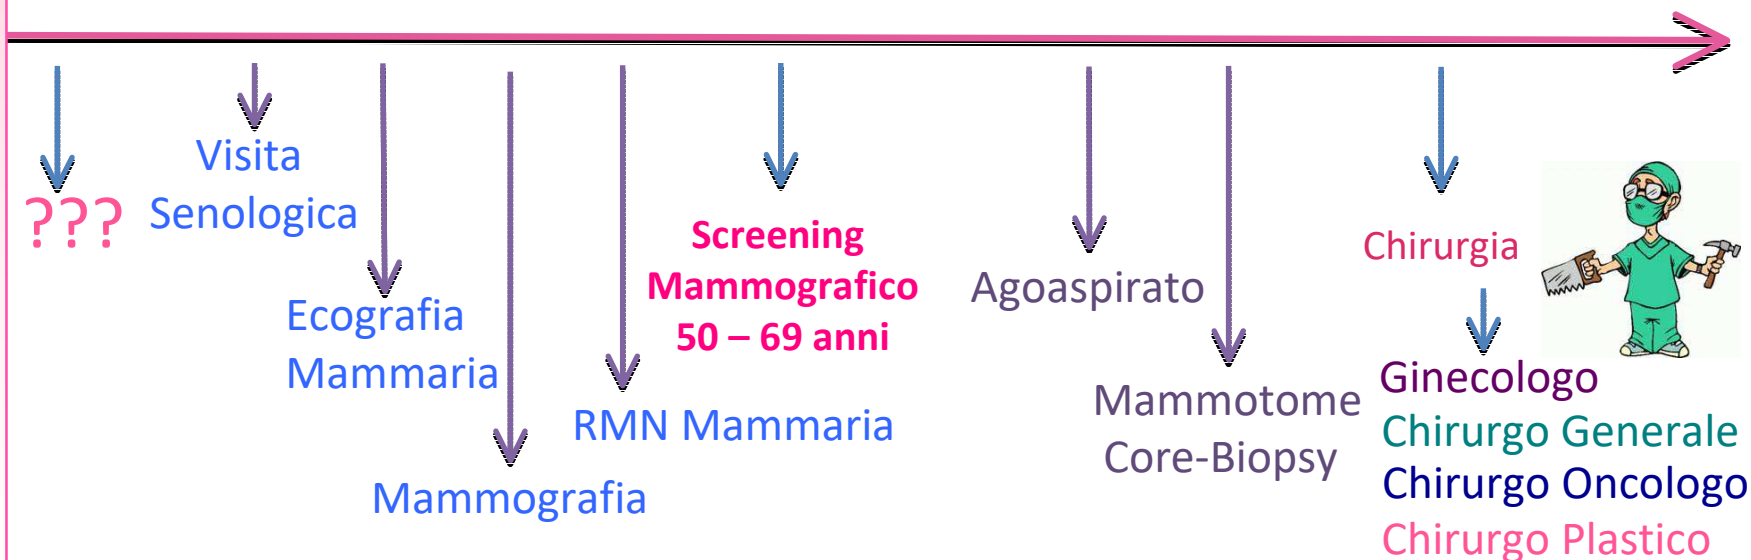 ???
Visita
Senologica
Ecografia
Mammaria
Mammografia
RMN Mammaria
Screening
Mammografico
50 – 69 anni
Agoaspirato
Mammotome
Core-Biopsy
Chirurgia
Ginecologo
Chirurgo Generale
Chirurgo Oncologo
Chirurgo Plastico